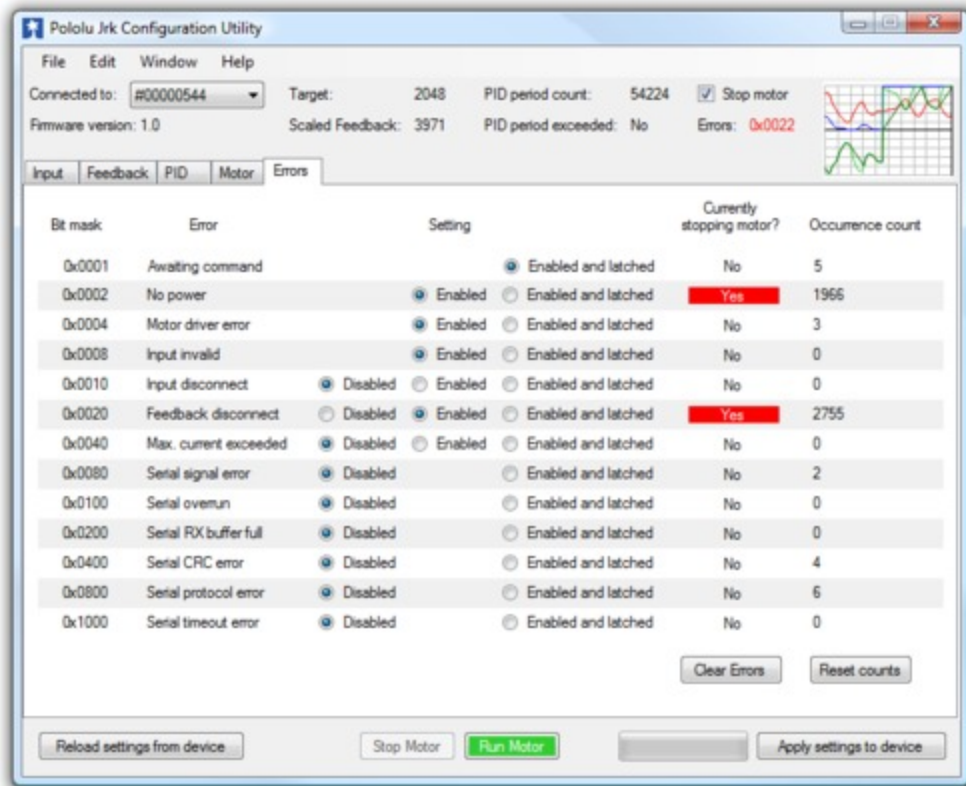 Pololu Jrk Configuration Utility
File Edit Window Help
Connected to: #00000544 Target: 2048 PID period count: 54224 Stop motor
Firmware version: 1.0 Scaled Feedback: 3971 PID period exceeded: No Errors: 0x0022
Input Feedback PID Motor Errors
Bit mask Error Setting Currently stopping motor? Occurrence count
0x0001 Awaiting command Enabled and latched No 5
0x0002 No power Enabled Enabled and latched Yes 1966
0x0004 Motor driver error Enabled Enabled and latched No 3
0x0008 Input invalid Enabled Enabled and latched No 0
0x0010 Input disconnect Disabled Enabled Enabled and latched No 0
0x0020 Feedback disconnect Disabled Enabled Enabled and latched Yes 2755
0x0040 Max. current exceeded Disabled Enabled Enabled and latched No 0
0x0080 Serial signal error Disabled Enabled and latched No 2
0x0100 Serial overrun Disabled Enabled and latched No 0
0x0200 Serial RX buffer full Disabled Enabled and latched No 0
0x0400 Serial CRC error Disabled Enabled and latched No 4
0x0800 Serial protocol error Disabled Enabled and latched No 6
0x1000 Serial timeout error Disabled Enabled and latched No 0
Clear Errors Reset counts
Reload settings from device Stop Motor Run Motor Apply settings to device